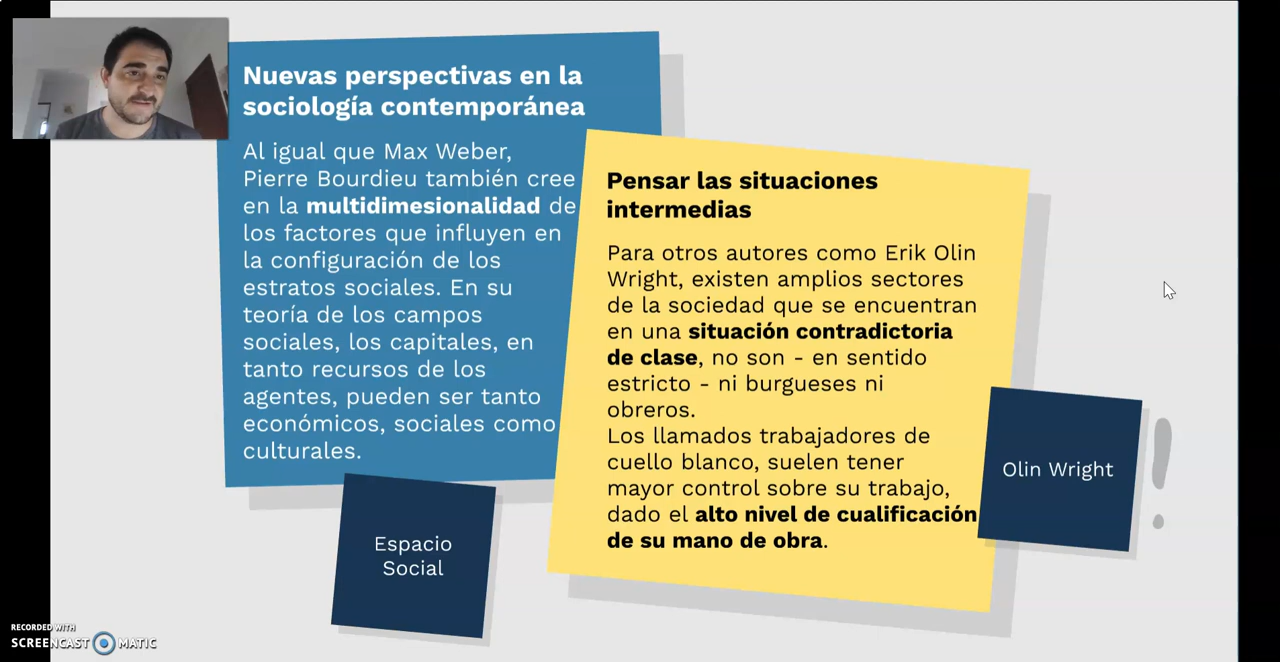 Nuevas perspectivas en la
sociología contemporánea
Al igual que Max Weber,
Pierre Bourdieu también cree
en la multidimesionalidad de
los factores que influyen en
la configuración de los
estratos sociales. En su
teoría de los campos
sociales, los capitales, en
tanto recursos de los
agentes, pueden ser tanto
económicos, sociales como
culturales.
Espacio
Social
Pensar las situaciones
intermedias
Para otros autores como Erik Olin
Wright, existen amplios sectores
de la sociedad que se encuentran
en una situación contradictoria
de clase, no son - en sentido
estricto - ni burgueses ni
obreros.
Los llamados trabajadores de
cuello blanco, suelen tener
mayor control sobre su trabajo,
dado el alto nivel de cualificación
de su mano de obra.
Olin Wright
!
RECORDED WITH
SCREENCAST MATIC